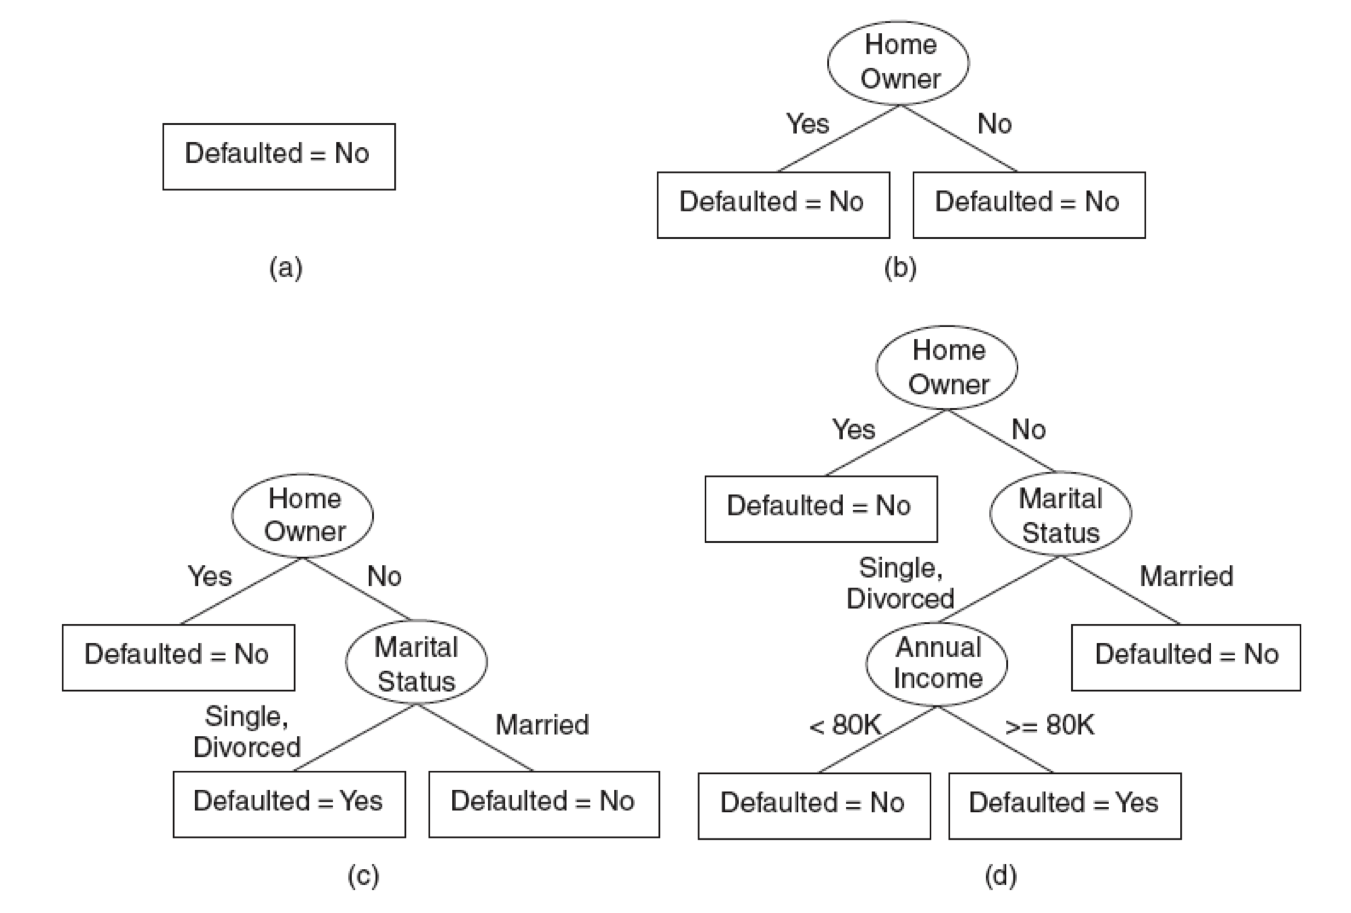 Defaulted = No
(a)
Home
Owner
Yes
No
Defaulted = No
Defaulted = No
(b)
Home
Owner
Yes
No
Defaulted = No
Marital
Status
Single,
Divorced
Married
Defaulted = Yes
Defaulted = No
(c)
Home
Owner
Yes
No
Defaulted = No
Marital
Status
Single,
Divorced
Married
Annual
Income
Defaulted = No
< 80K
>= 80K
Defaulted = No
Defaulted = Yes
(d)